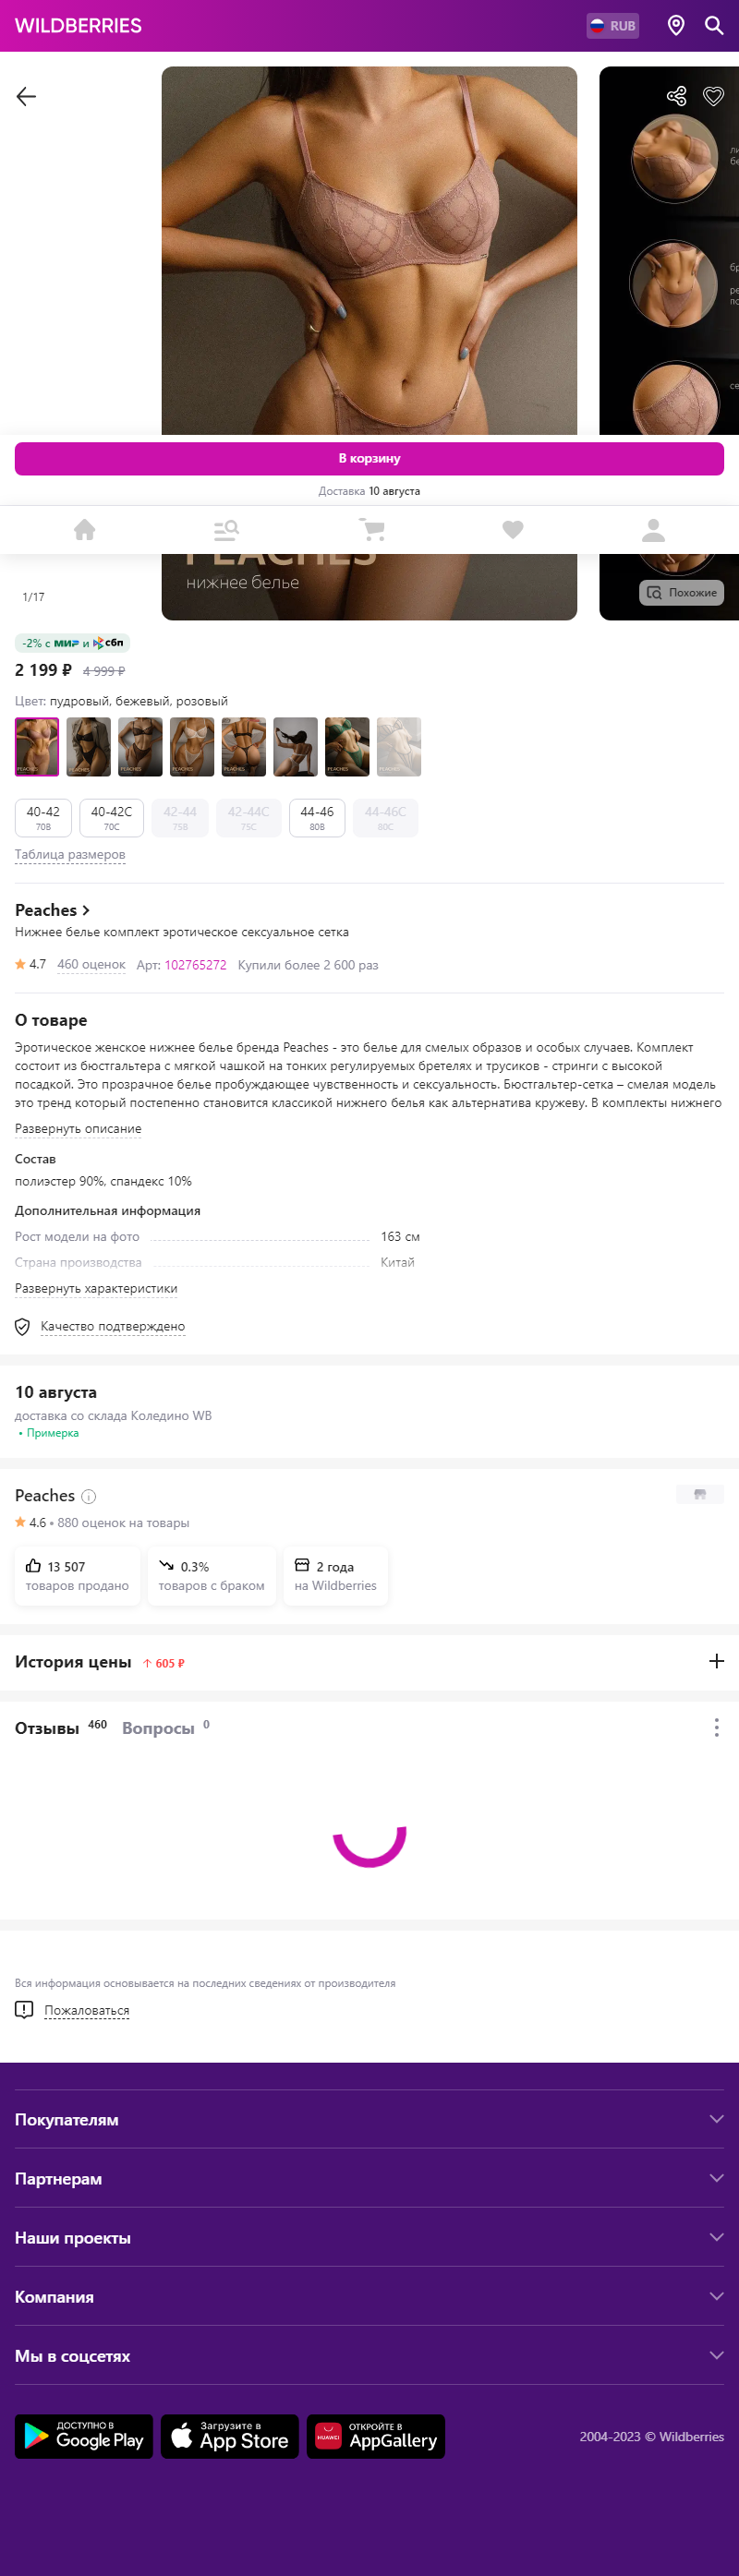 WILDBERRIES
RUB
В корзину
Доставка 10 августа
PEACHES
нижнее белье
1/17
Похожие
-2% с МИР и сбп
2 199 ₽ 4 999 ₽
Цвет: пудровый, бежевый, розовый
40-42 40-42C 42-44 42-44C 44-46 44-46C
70B 70C 75B 75C 80B 80C
Таблица размеров
Peaches
Нижнее белье комплект эротическое сексуальное сетка
4.7 460 оценок Арт: 102765272 Купили более 2 600 раз
О товаре
Эротическое женское нижнее белье бренда Peaches - это белье для смелых образов и особых случаев. Комплект
состоит из бюстгальтера с мягкой чашкой на тонких регулируемых бретелях и трусиков - стринги с высокой
посадкой. Это прозрачное белье пробуждающее чувственность и сексуальность. Бюстгальтер-сетка – смелая модель
это тренд который постепенно становится классикой нижнего белья как альтернатива кружеву. В комплекты нижнего
Развернуть описание
Состав
полиэстер 90%, спандекс 10%
Дополнительная информация
Рост модели на фото 163 см
Страна производства Китай
Развернуть характеристики
Качество подтверждено
10 августа
доставка со склада Коледино WB
• Примерка
Peaches
4.6 • 880 оценок на товары
13 507 0.3% 2 года
товаров продано товаров с браком на Wildberries
История цены ↑ 605 ₽
Отзывы 460 Вопросы 0
Вся информация основывается на последних сведениях от производителя
Пожаловаться
Покупателям
Партнерам
Наши проекты
Компания
Мы в соцсетях
ДОСТУПНО В Загрузите в ОТКРОЙТЕ В
Google Play App Store HUAWEI AppGallery
2004-2023 © Wildberries